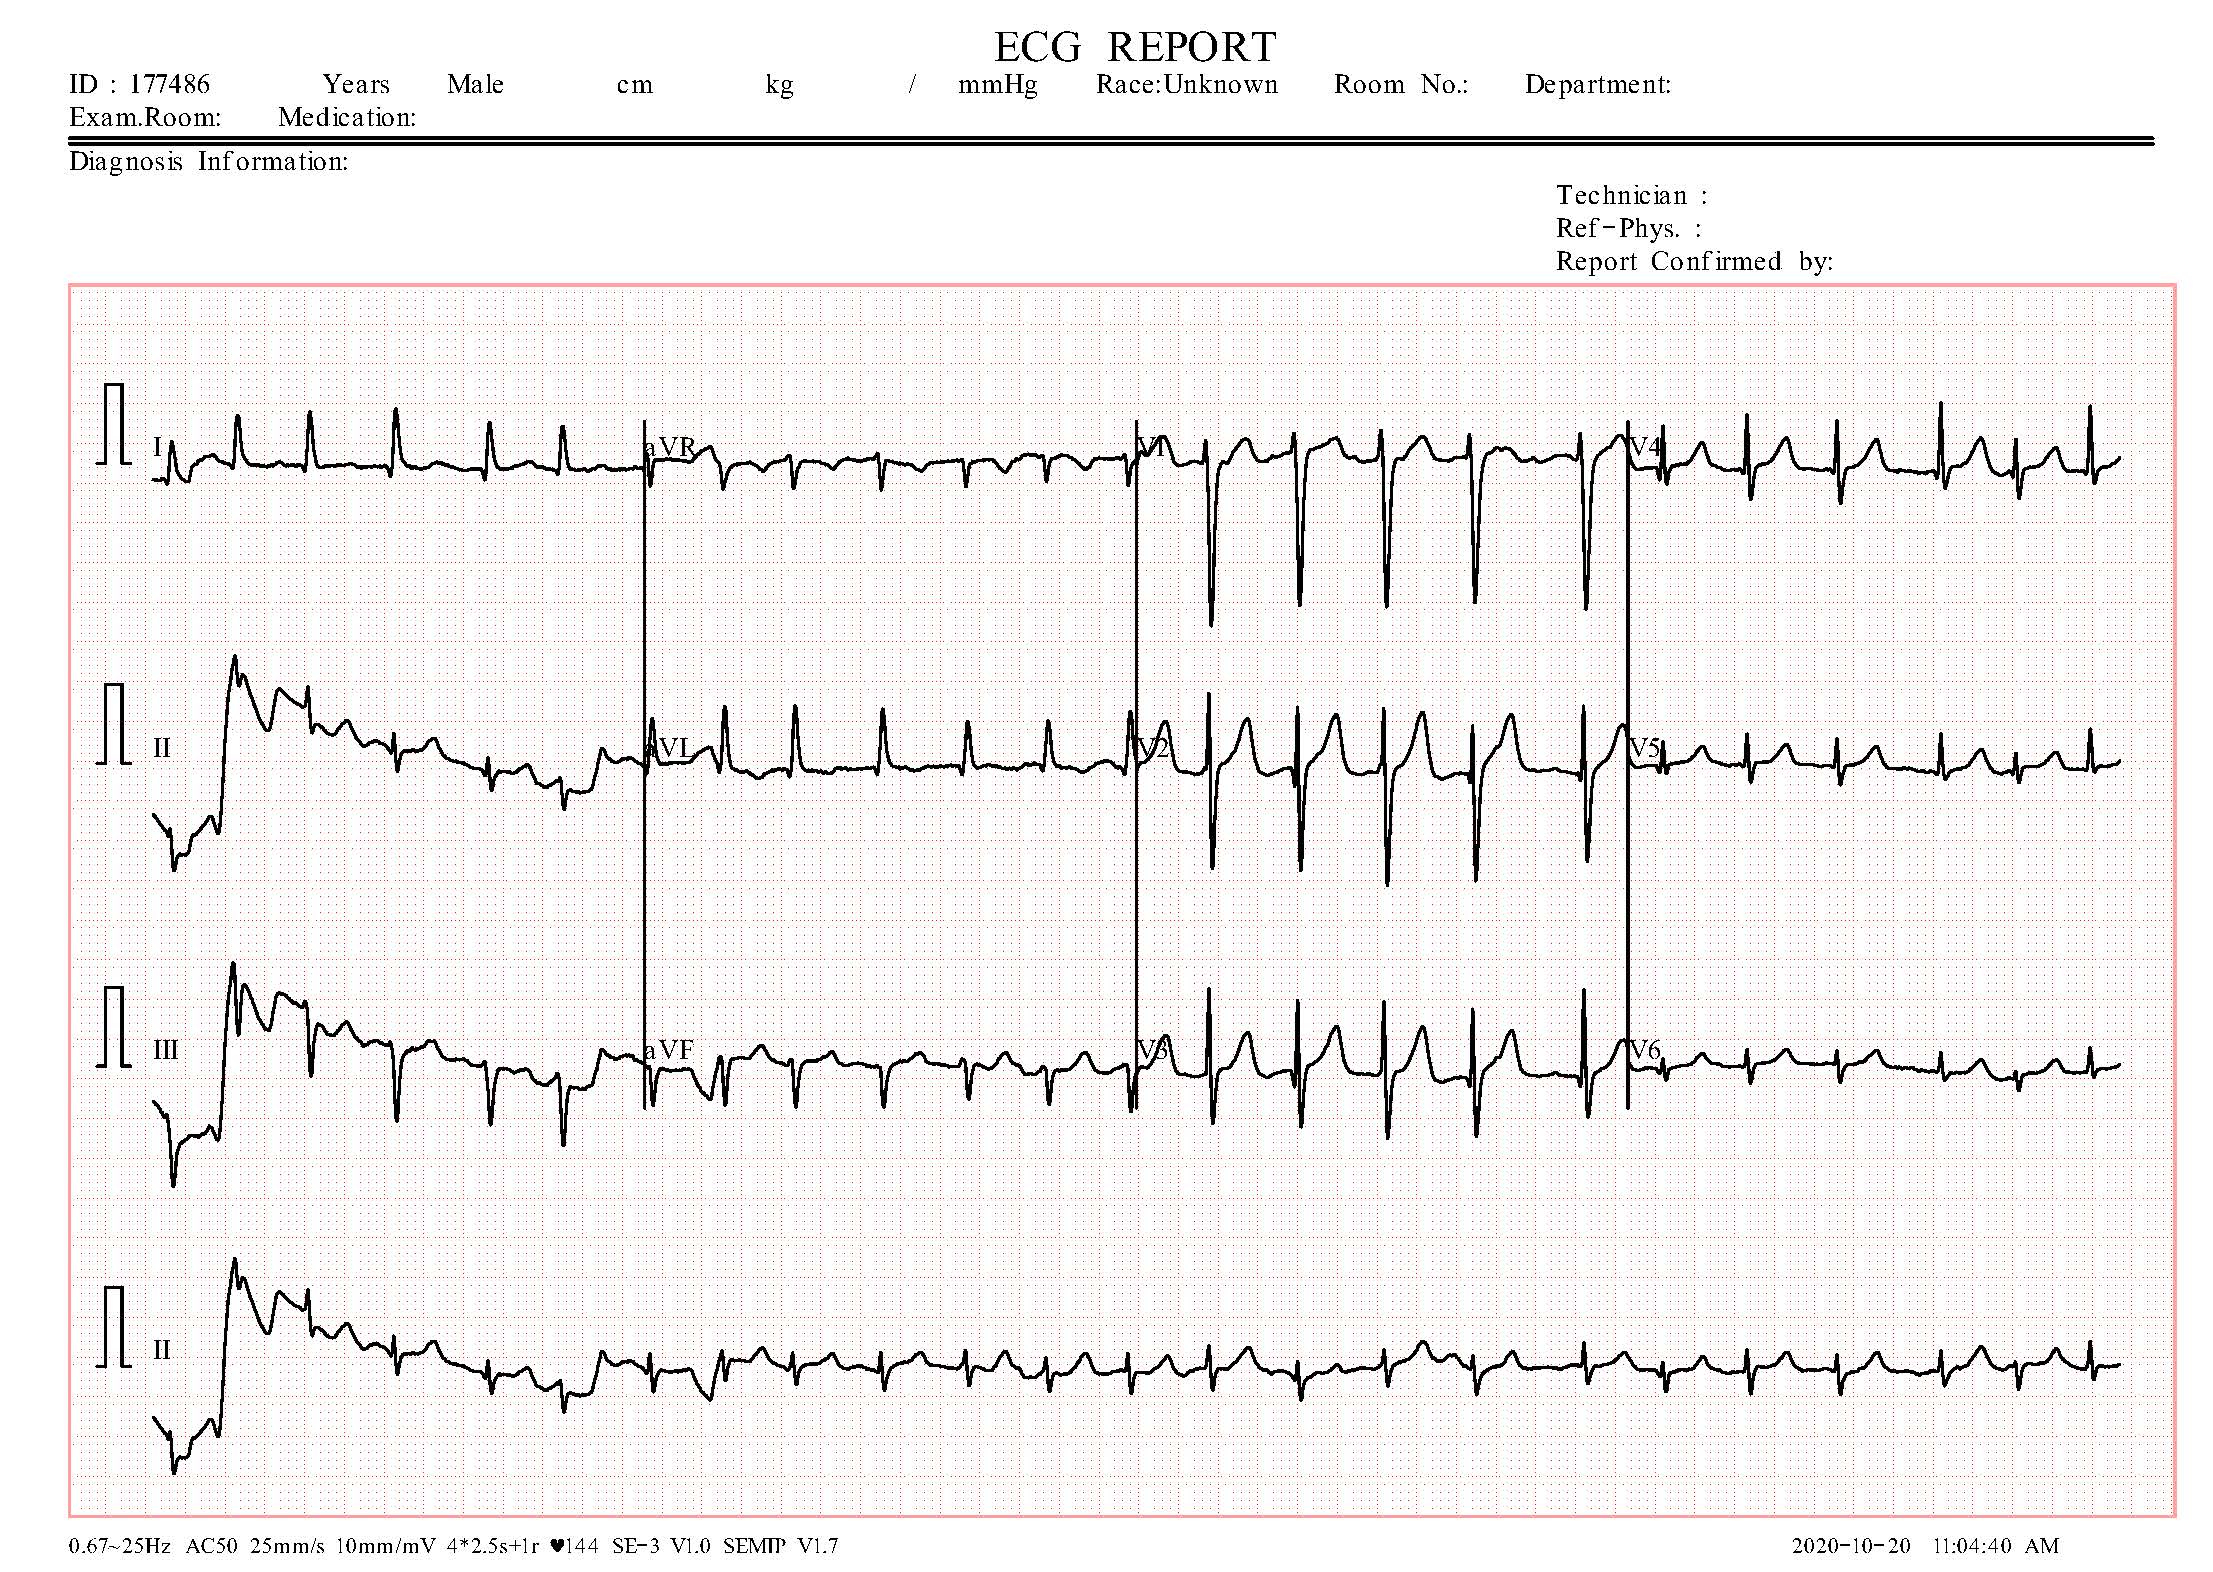 ECG REPORT
ID : 177486 Years Male cm kg / mmHg Race:Unknown Room No.: Department:
Exam.Room: Medication:
Diagnosis Information:
Technician :
Ref-Phys. :
Report Confirmed by:
I aVR V1 V4
II aVL V2 V5
III aVF V3 V6
II
0.67~25Hz AC50 25mm/s 10mm/mV 4*2.5s+1r ♥144 SE-3 V1.0 SEMIP V1.7 2020-10-20 11:04:40 AM